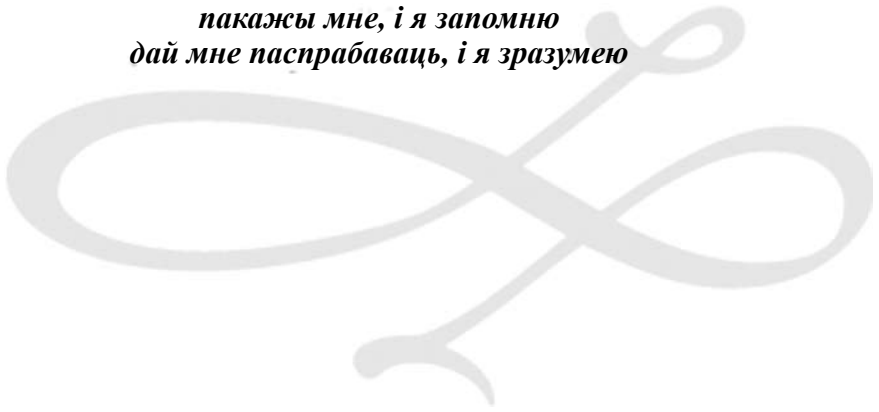 пакажы мне, і я запомню
дай мне паспрабаваць, і я зразумею